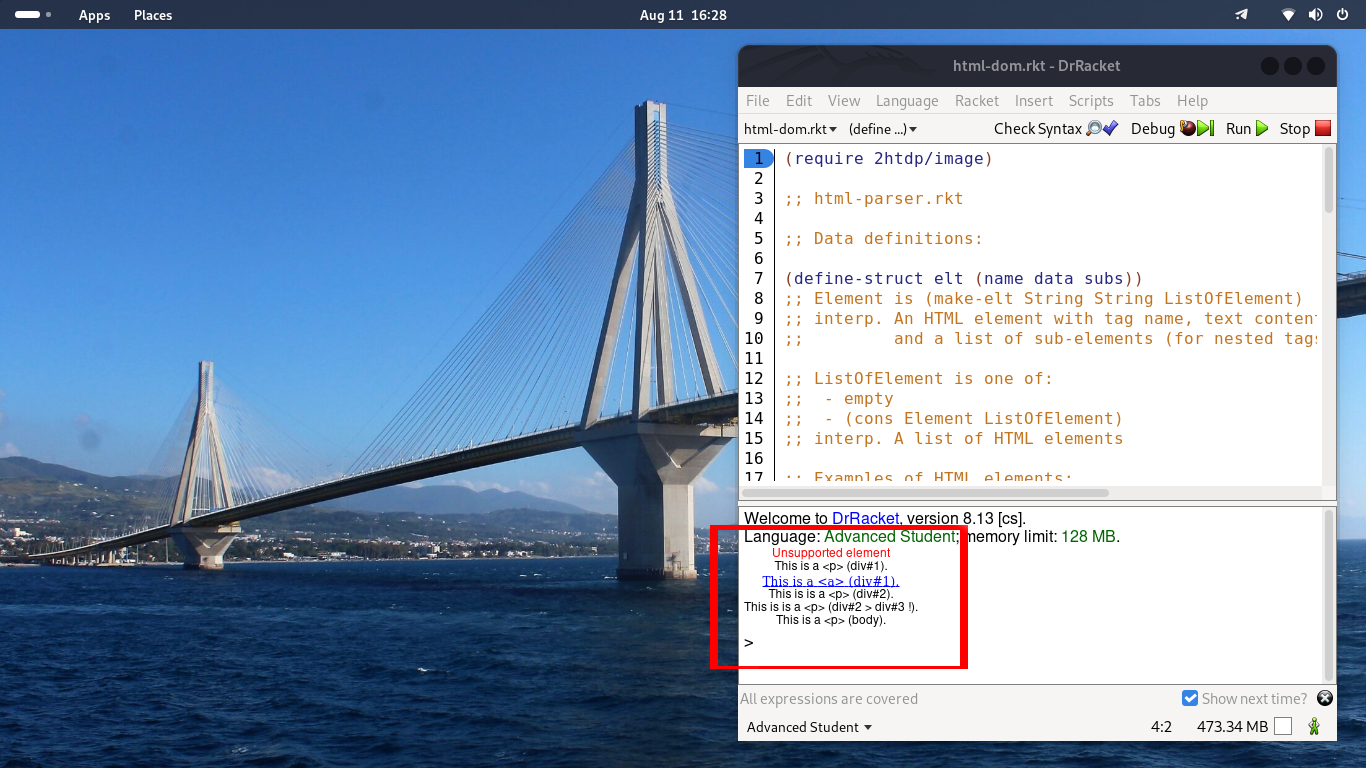 Apps Places Aug 11 16:28
html-dom.rkt - DrRacket
File Edit View Language Racket Insert Scripts Tabs Help
html-dom.rkt (define ...) Check Syntax Debug Run Stop
1 (require 2htdp/image)
2
3 ;; html-parser.rkt
4
5 ;; Data definitions:
6
7 (define-struct elt (name data subs))
8 ;; Element is (make-elt String String ListOfElement)
9 ;; interp. An HTML element with tag name, text conten
10 ;; and a list of sub-elements (for nested tag
11
12 ;; ListOfElement is one of:
13 ;; - empty
14 ;; - (cons Element ListOfElement)
15 ;; interp. A list of HTML elements
16
17 ;; Examples of HTML elements:
Welcome to DrRacket, version 8.13 [cs].
Language: Advanced Student; memory limit: 128 MB.
Unsupported element
This is a <p> (div#1).
This is a <a> (div#1).
This is is a <p> (div#2).
This is is a <p> (div#2 > div#3 !).
This is a <p> (body).
>
All expressions are covered Show next time?
Advanced Student 4:2 473.34 MB